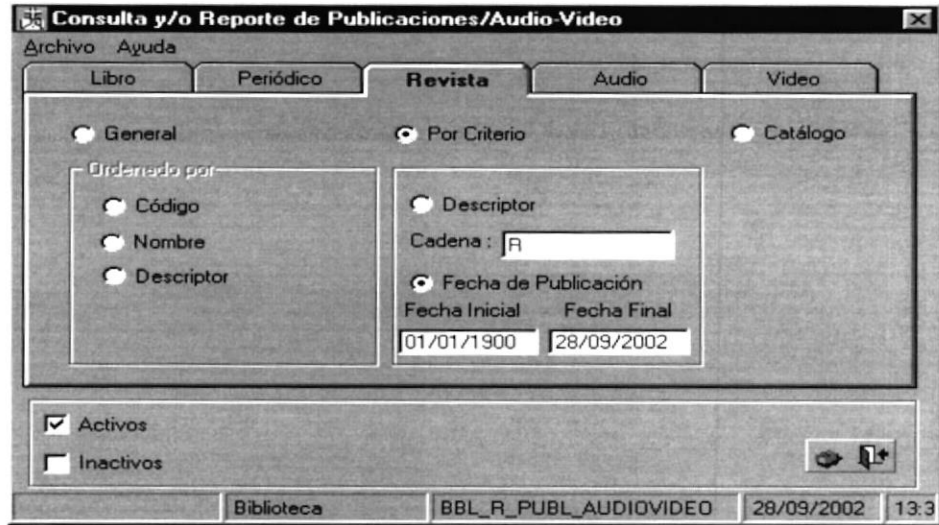 Consulta y/o Reporte de Publicaciones/Audio-Video
Archivo Ayuda
Libro Periódico Revista Audio Video
General Por Criterio Catálogo
Ordenado por
Código Descriptor
Cadena : R
Nombre
Fecha de Publicación
Descriptor
Fecha Inicial Fecha Final
01/01/1900 28/09/2002
Activos
Inactivos
Biblioteca BBL_R_PUBL_AUDIOVIDEO 28/09/2002 13:3